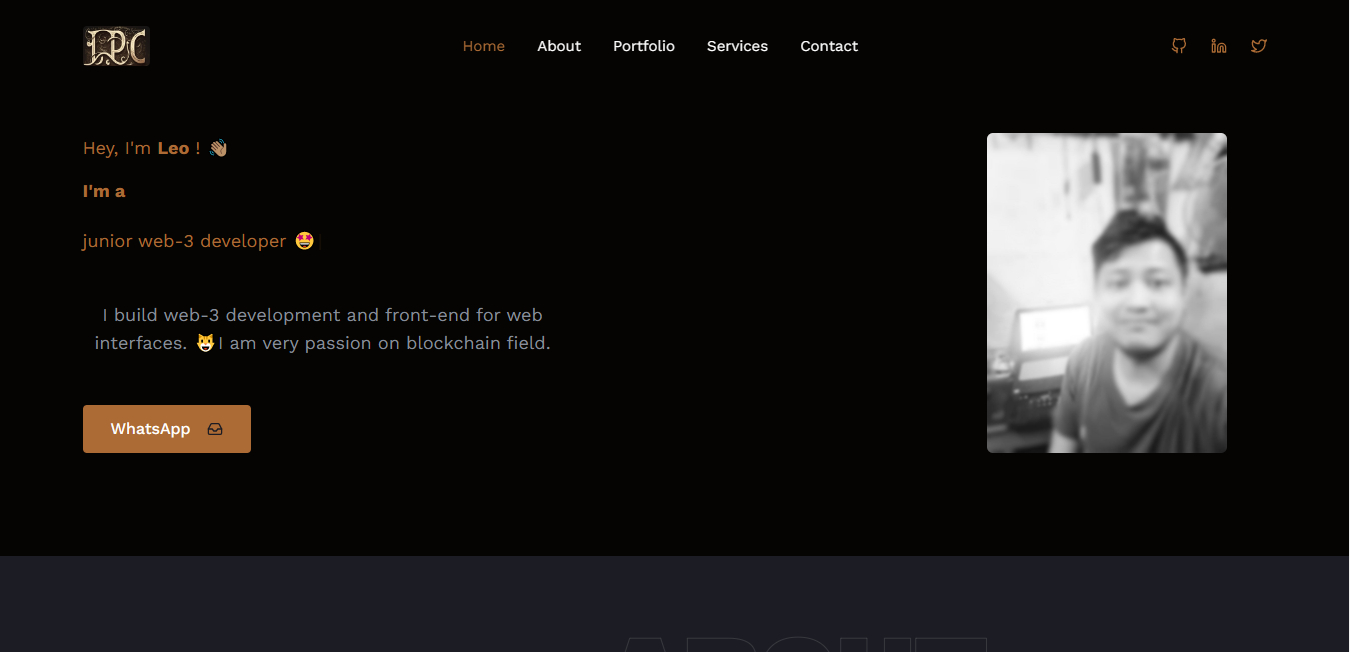 LPC
Home About Portfolio Services Contact
Hey, I'm Leo ! 👋🏽
I'm a
junior web-3 developer 🤩
I build web-3 development and front-end for web
interfaces. 😺I am very passion on blockchain field.
WhatsApp
ABOUT